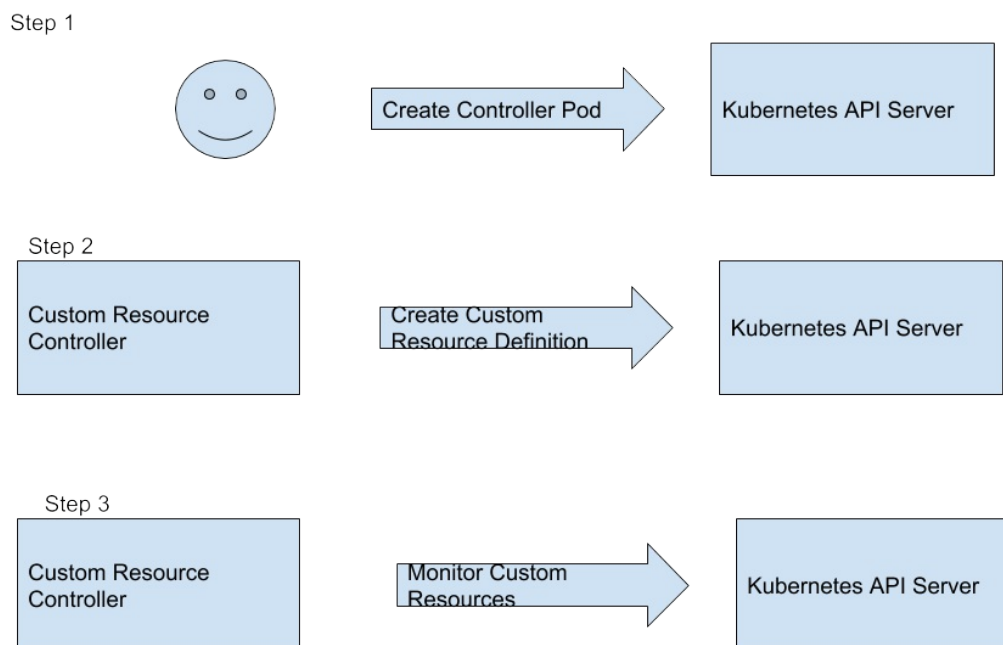 Step 1
Create Controller Pod
Kubernetes API Server
Step 2
Custom Resource
Controller
Create Custom
Resource Definition
Kubernetes API Server
Step 3
Custom Resource
Controller
Monitor Custom
Resources
Kubernetes API Server